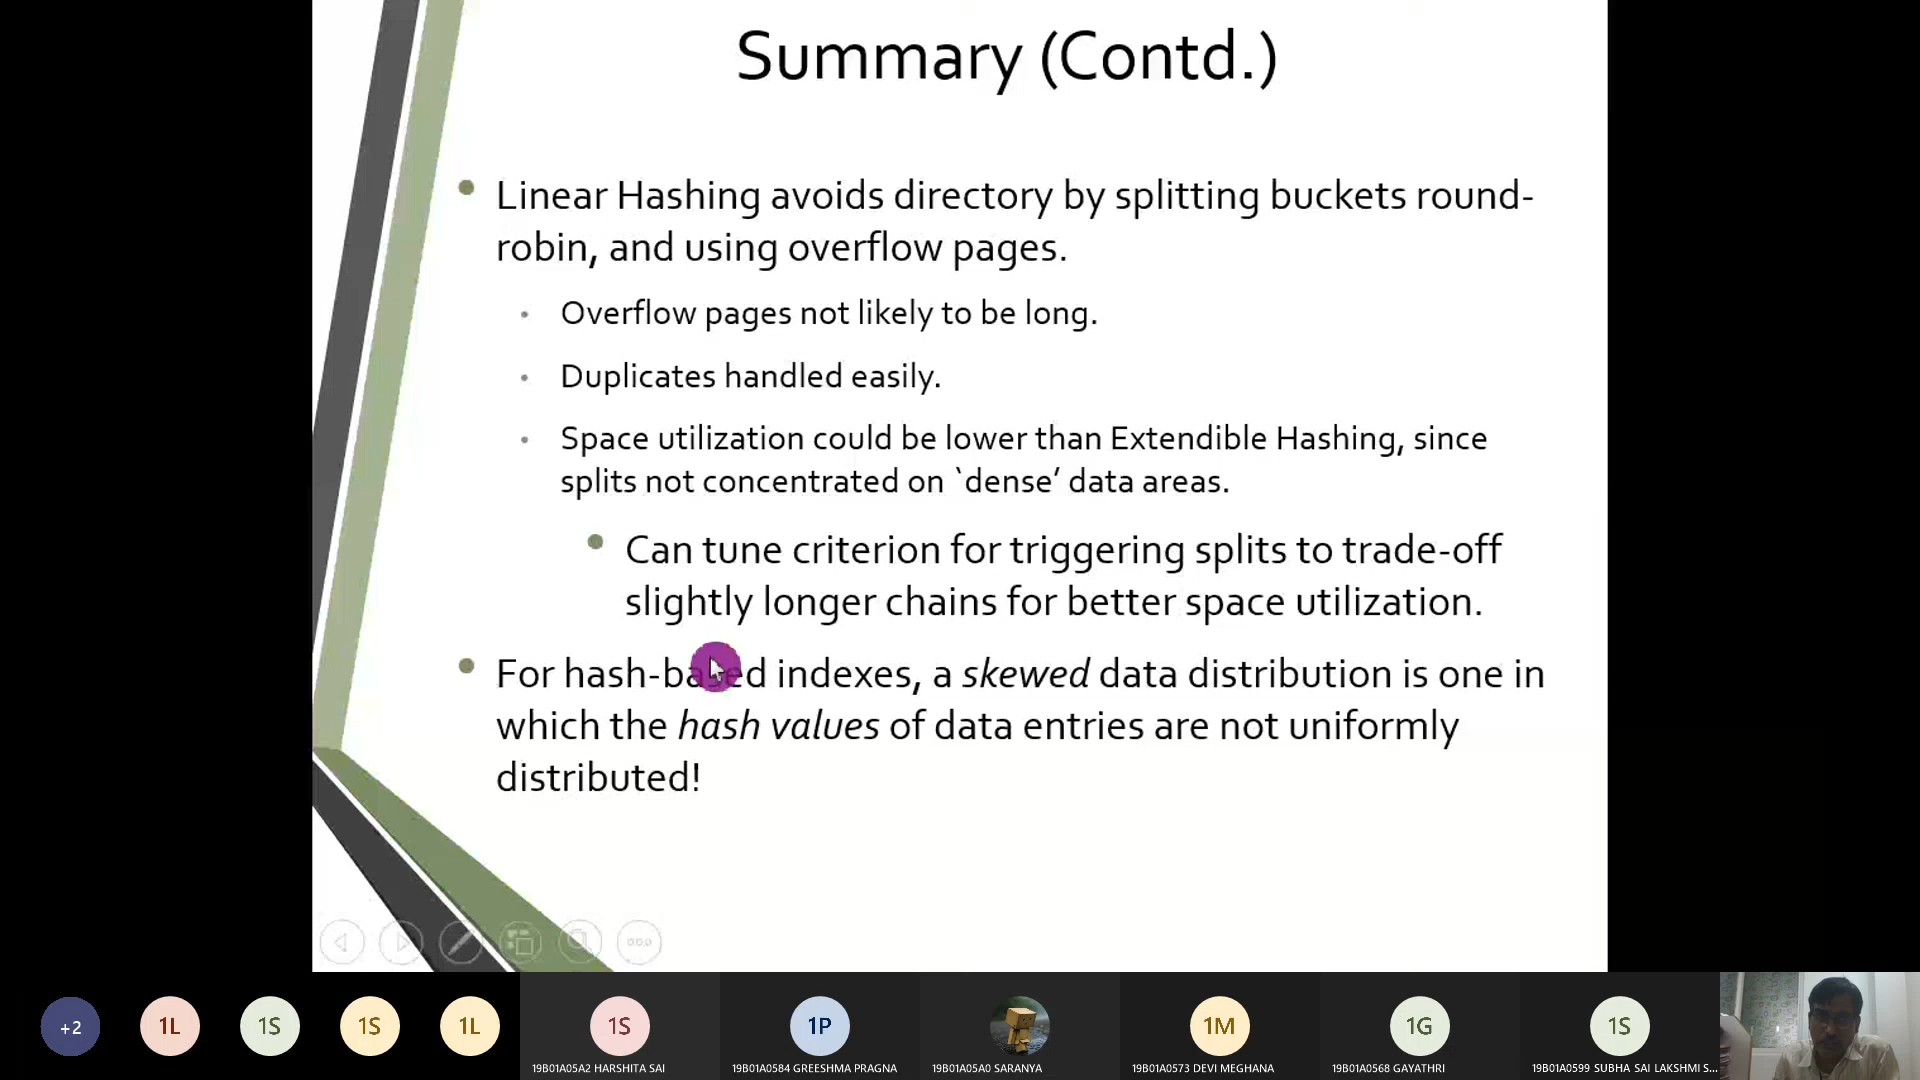 Summary (Contd.)
Linear Hashing avoids directory by splitting buckets round-
robin, and using overflow pages.
Overflow pages not likely to be long.
Duplicates handled easily.
Space utilization could be lower than Extendible Hashing, since
splits not concentrated on `dense’ data areas.
Can tune criterion for triggering splits to trade-off
slightly longer chains for better space utilization.
For hash-based indexes, a skewed data distribution is one in
which the hash values of data entries are not uniformly
distributed!
+2
1L
1S
1S
1L
1S
1P
1M
1G
1S
19B01A05A2 HARSHITA SAI
19B01A0584 GREESHMA PRAGNA
19B01A05A0 SARANYA
19B01A0573 DEVI MEGHANA
19B01A0568 GAYATHRI
19B01A0599 SUBHA SAI LAKSHMI S...